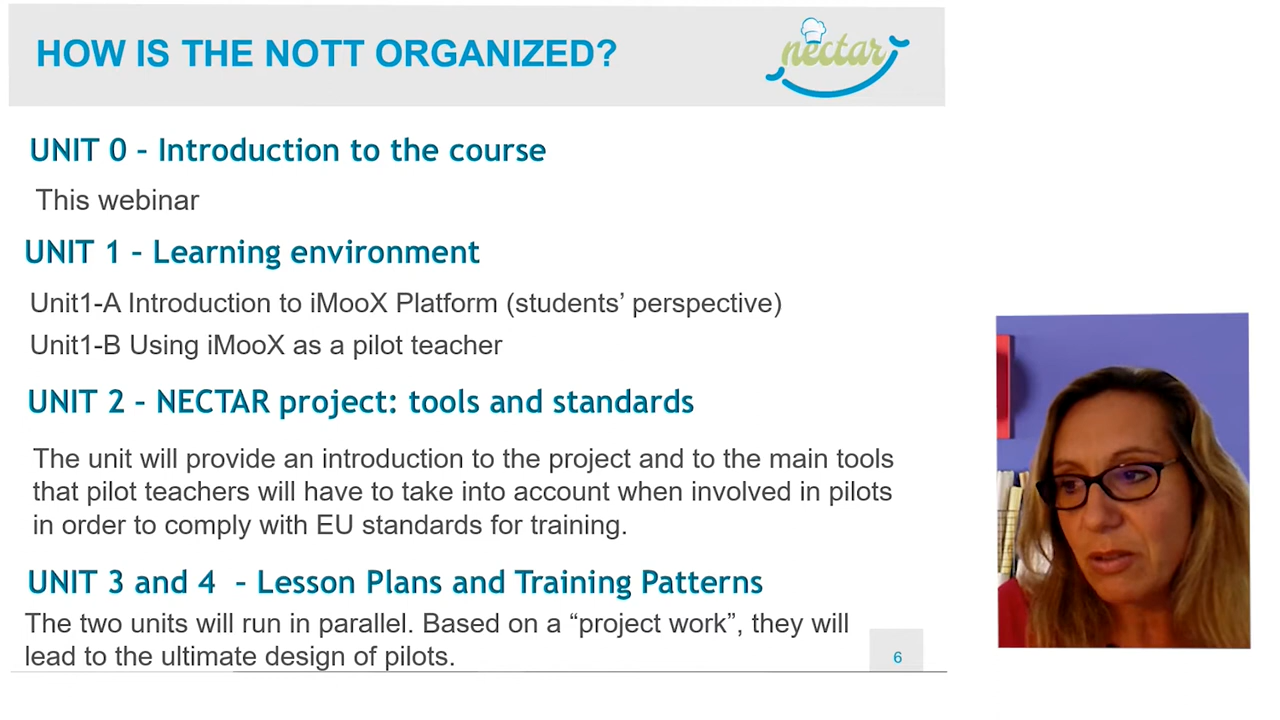 HOW IS THE NOTT ORGANIZED?
nectar
UNIT 0 – Introduction to the course
This webinar
UNIT 1 – Learning environment
Unit1-A Introduction to iMooX Platform (students’ perspective)
Unit1-B Using iMooX as a pilot teacher
UNIT 2 – NECTAR project: tools and standards
The unit will provide an introduction to the project and to the main tools
that pilot teachers will have to take into account when involved in pilots
in order to comply with EU standards for training.
UNIT 3 and 4 – Lesson Plans and Training Patterns
The two units will run in parallel. Based on a “project work”, they will
lead to the ultimate design of pilots.
6